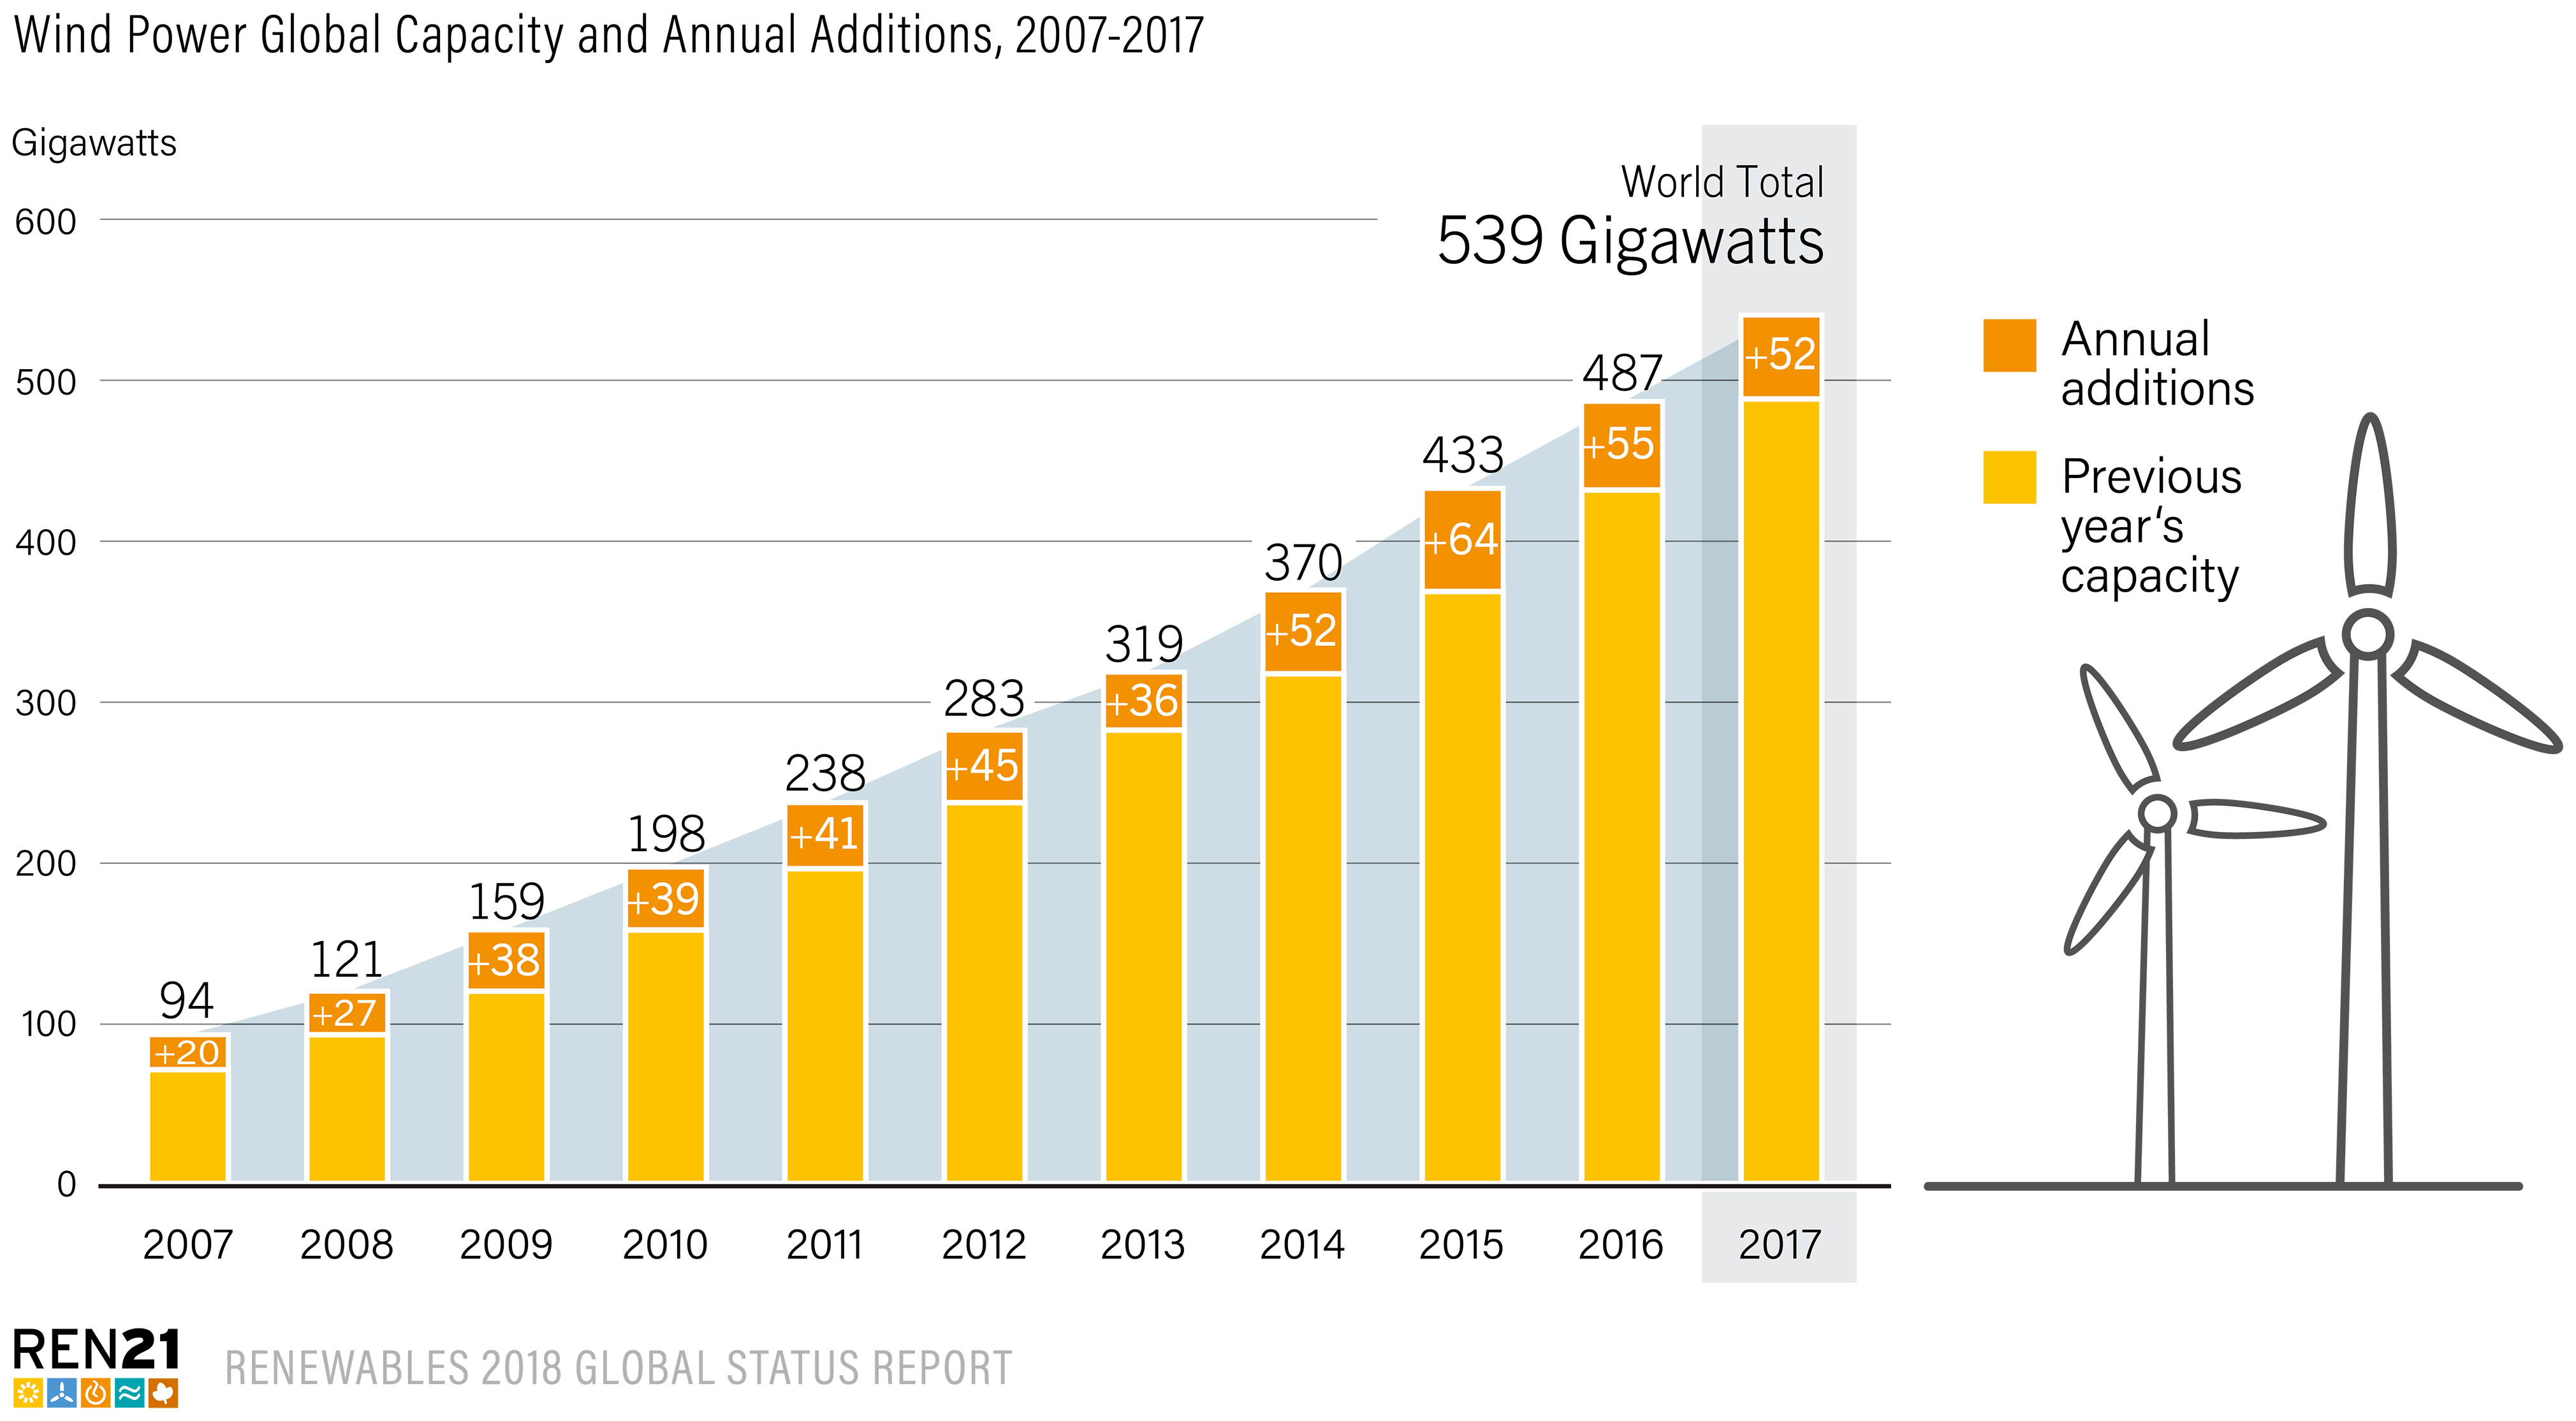 Wind Power Global Capacity and Annual Additions, 2007-2017
Gigawatts
World Total
539 Gigawatts
600
500
400
300
200
100
0
94
+20
121
+27
159
+38
198
+39
238
+41
283
+45
319
+36
370
+52
433
+64
487
+55
+52
2007 2008 2009 2010 2011 2012 2013 2014 2015 2016 2017
Annual
additions
Previous
year‘s
capacity
REN21
RENEWABLES 2018 GLOBAL STATUS REPORT